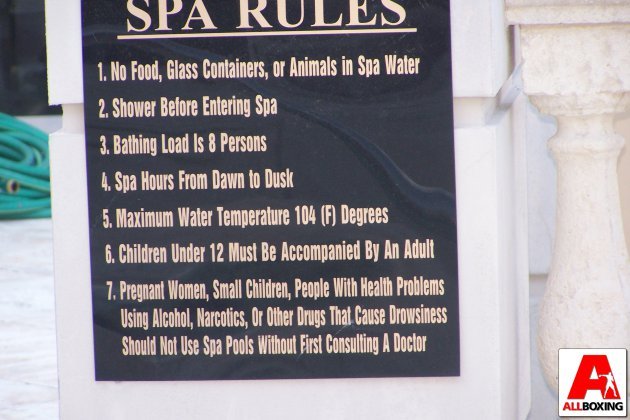 SPA RULES
1. No Food, Glass Containers, or Animals in Spa Water
2. Shower Before Entering Spa
3. Bathing Load Is 8 Persons
4. Spa Hours From Dawn to Dusk
5. Maximum Water Temperature 104 (F) Degrees
6. Children Under 12 Must Be Accompanied By An Adult
7. Pregnant Women, Small Children, People With Health Problems
Using Alcohol, Narcotics, Or Other Drugs That Cause Drowsiness
Should Not Use Spa Pools Without First Consulting A Doctor
A
ALLBOXING